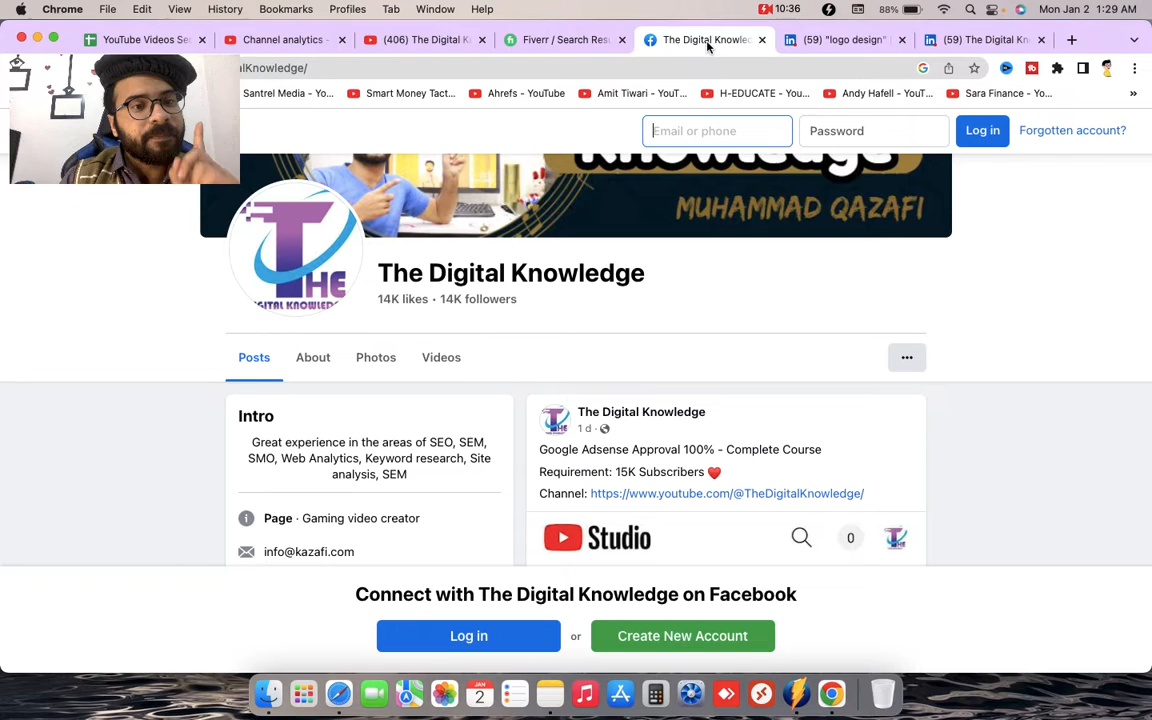 Chrome File Edit View History Bookmarks Profiles Tab Window Help 10:36 88% Mon Jan 2 1:29 AM
YouTube Videos Se Channel analytics - (406) The Digital K Fiverr / Search Res The Digital Knowled (59) "logo design" (59) The Digital Kn
alKnowledge/
Santrel Media - Yo... Smart Money Tact... Ahrefs - YouTube Amit Tiwari - YouT... H-EDUCATE - You... Andy Hafell - YouT... Sara Finance - Yo... »
Email or phone Password Log in Forgotten account?
Knowledge
MUHAMMAD QAZAFI
THE
DIGITAL KNOWLED
The Digital Knowledge
14K likes • 14K followers
Posts About Photos Videos
Intro
Great experience in the areas of SEO, SEM,
SMO, Web Analytics, Keyword research, Site
analysis, SEM
Page · Gaming video creator
info@kazafi.com
The Digital Knowledge
1 d ·
Google Adsense Approval 100% - Complete Course
Requirement: 15K Subscribers ❤️
Channel: https://www.youtube.com/@TheDigitalKnowledge/
Studio 0
Connect with The Digital Knowledge on Facebook
Log in or Create New Account
JAN
2